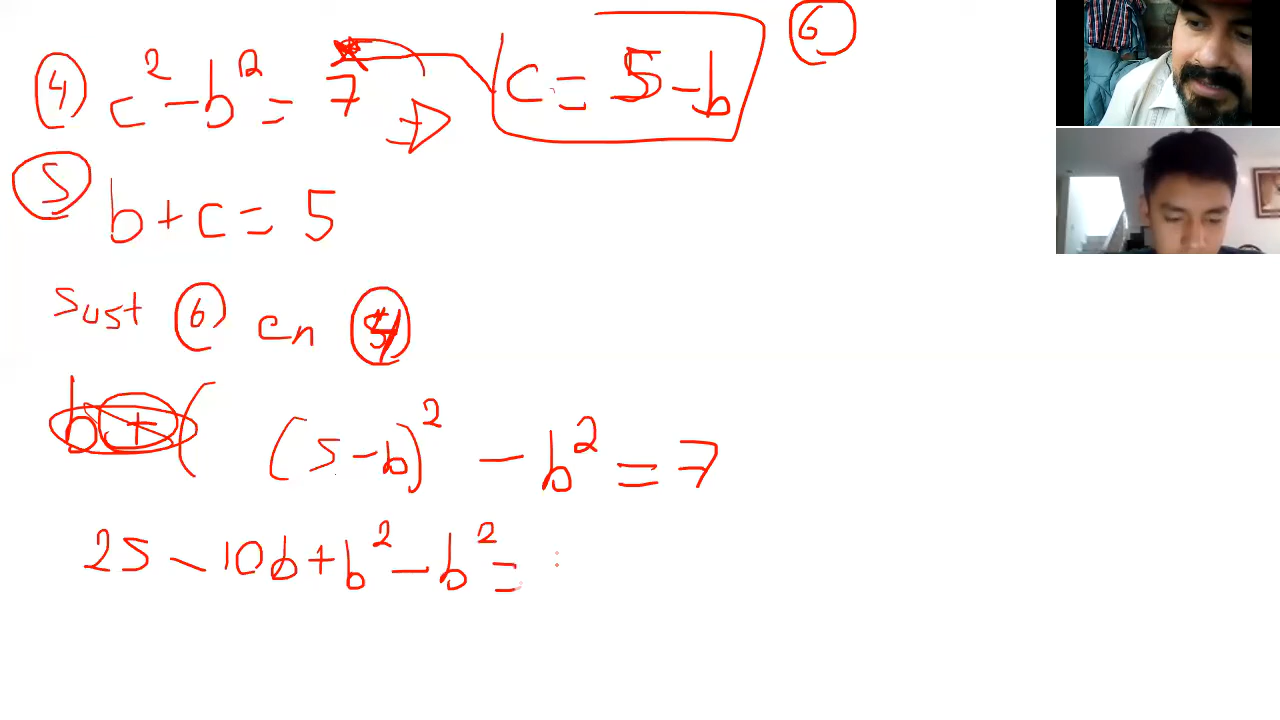 ④ c² - b² = 7 ⇒ c = 5 - b ⑥
⑤ b + c = 5
Sust ⑥ en ④
(5 - b)² - b² = 7
25 - 10b + b² - b² =